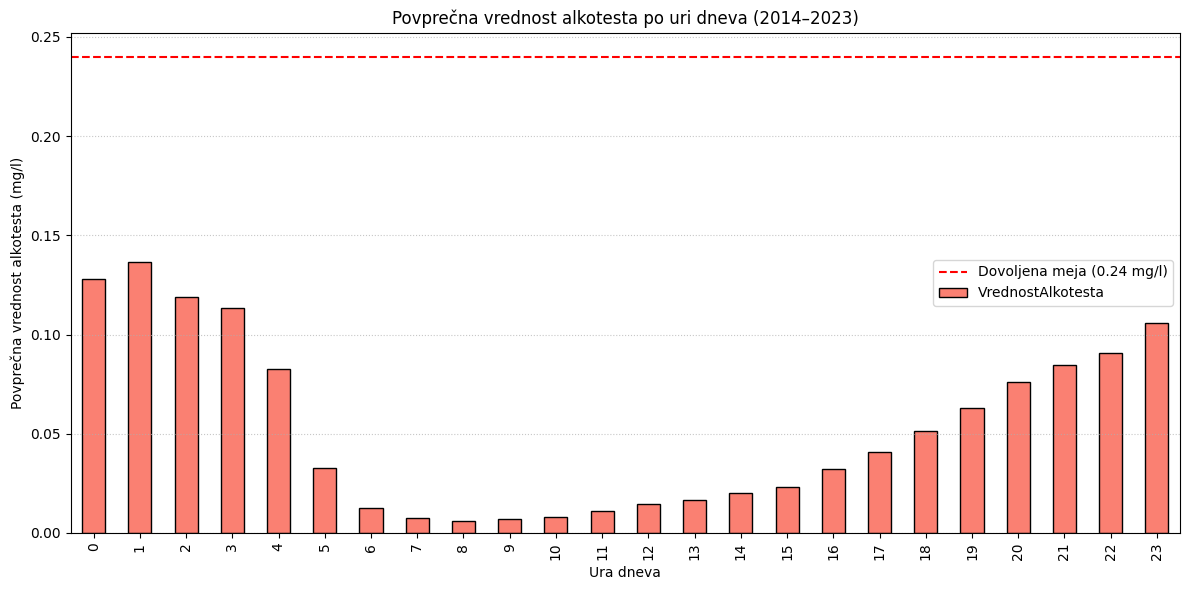 Povprečna vrednost alkotesta po uri dneva (2014–2023)
Povprečna vrednost alkotesta (mg/l)
0.25
0.20
0.15
0.10
0.05
0.00
Dovoljena meja (0.24 mg/l)
VrednostAlkotesta
0 1 2 3 4 5 6 7 8 9 10 11 12 13 14 15 16 17 18 19 20 21 22 23
Ura dneva